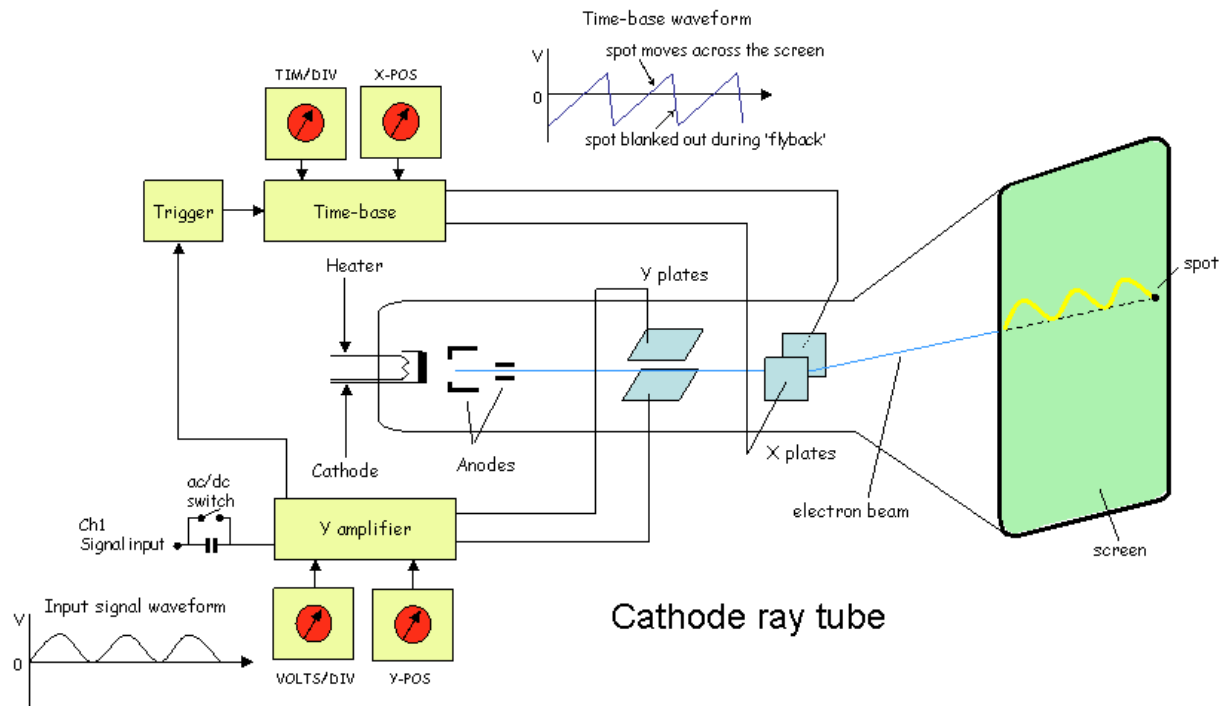 Time-base waveform
V
spot moves across the screen
0
spot blanked out during 'flyback'
TIM/DIV
X-POS
Trigger
Time-base
Heater
Y plates
spot
Cathode
Anodes
X plates
electron beam
screen
ac/dc
switch
Ch1
Signal input
Y amplifier
Input signal waveform
V
0
VOLTS/DIV
Y-POS
Cathode ray tube